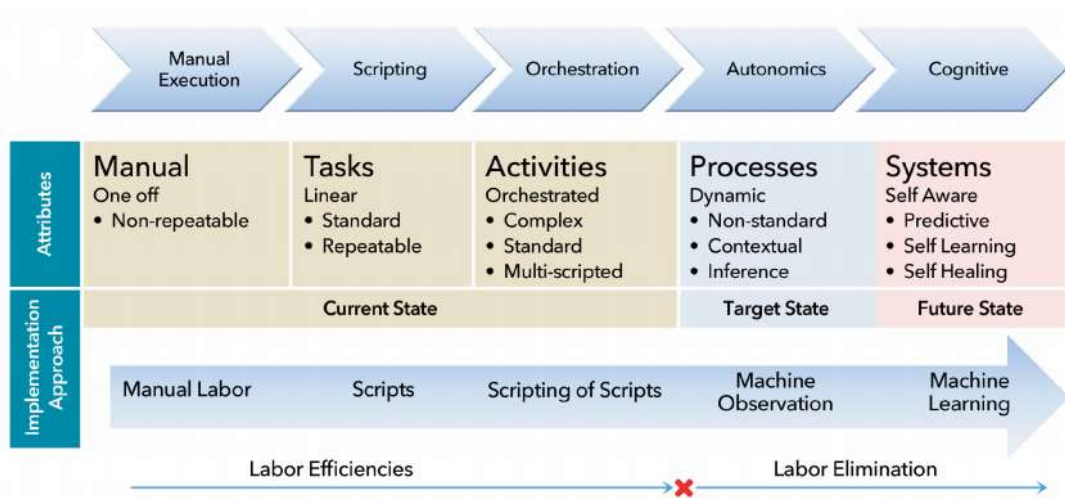 Manual
Execution
Scripting
Orchestration
Autonomics
Cognitive
Attributes
Manual
One off
• Non-repeatable
Tasks
Linear
• Standard
• Repeatable
Activities
Orchestrated
• Complex
• Standard
• Multi-scripted
Processes
Dynamic
• Non-standard
• Contextual
• Inference
Systems
Self Aware
• Predictive
• Self Learning
• Self Healing
Implementation
Approach
Current State
Target State
Future State
Manual Labor
Scripts
Scripting of Scripts
Machine
Observation
Machine
Learning
Labor Efficiencies
Labor Elimination